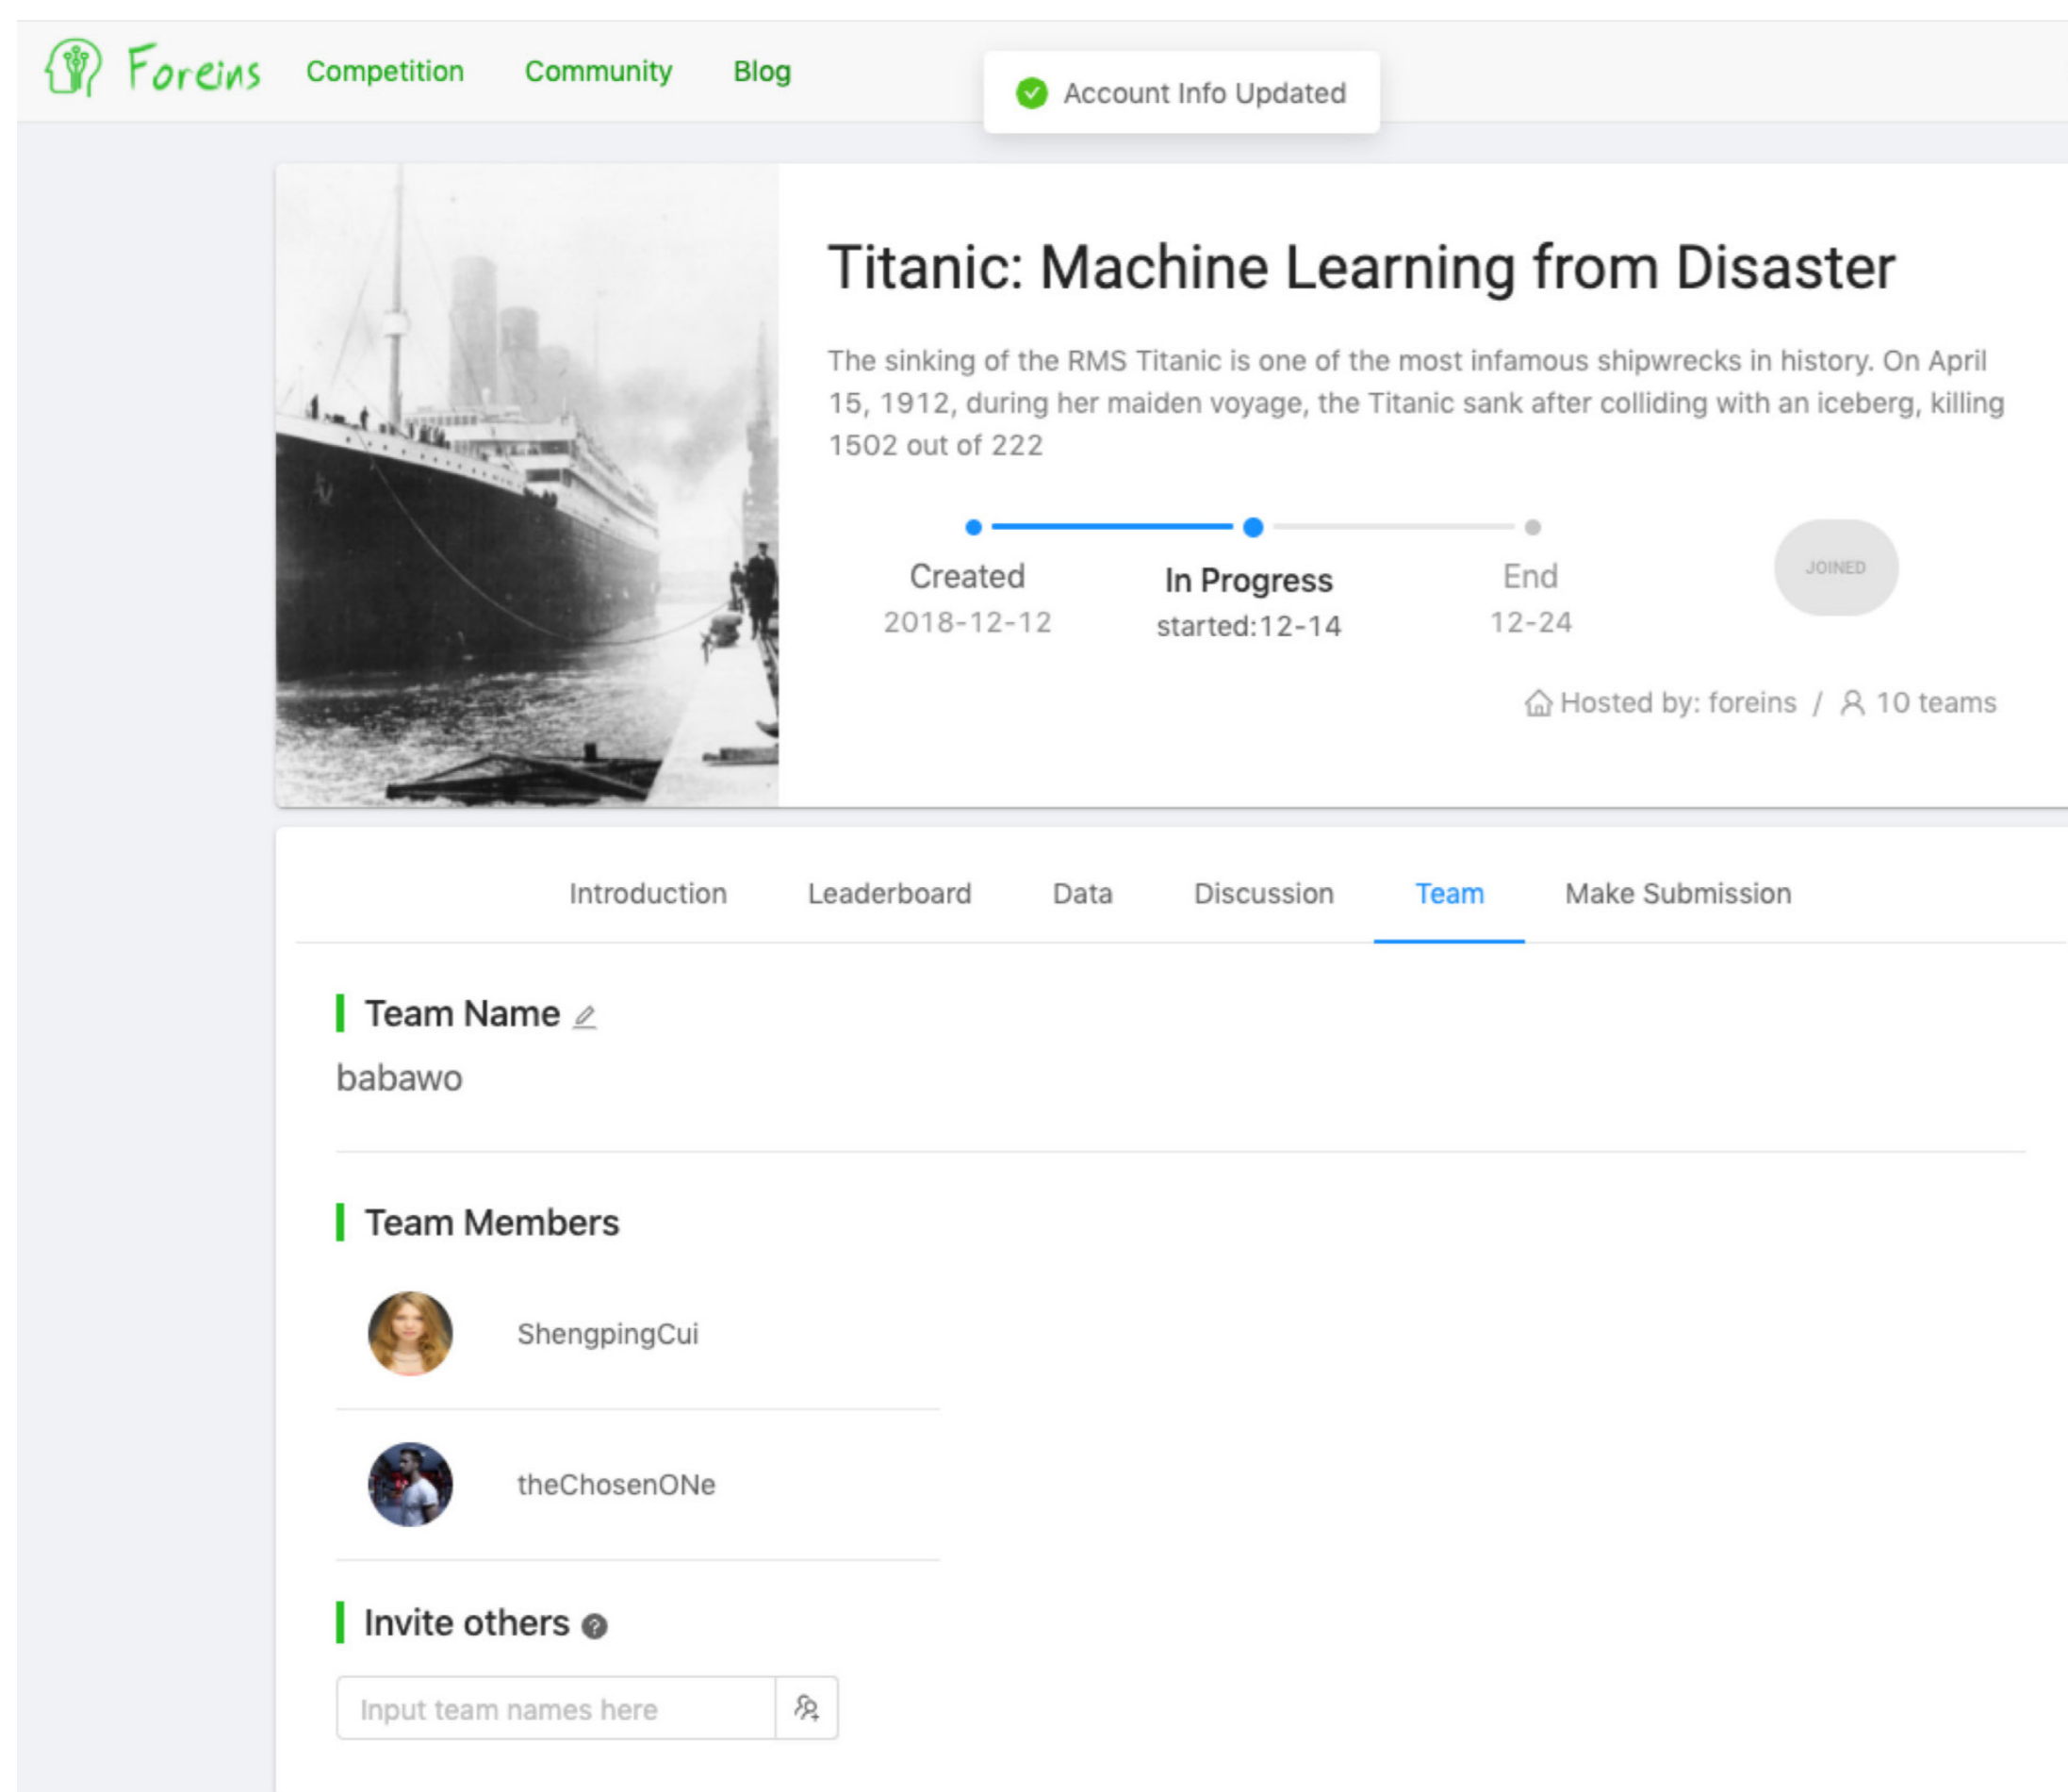 Foreins Competition Community Blog
Account Info Updated
Titanic: Machine Learning from Disaster
The sinking of the RMS Titanic is one of the most infamous shipwrecks in history. On April
15, 1912, during her maiden voyage, the Titanic sank after colliding with an iceberg, killing
1502 out of 222
Created In Progress End
2018-12-12 started:12-14 12-24
JOINED
Hosted by: foreins / 10 teams
Introduction Leaderboard Data Discussion Team Make Submission
Team Name
babawo
Team Members
ShengpingCui
theChosenONe
Invite others ?
Input team names here